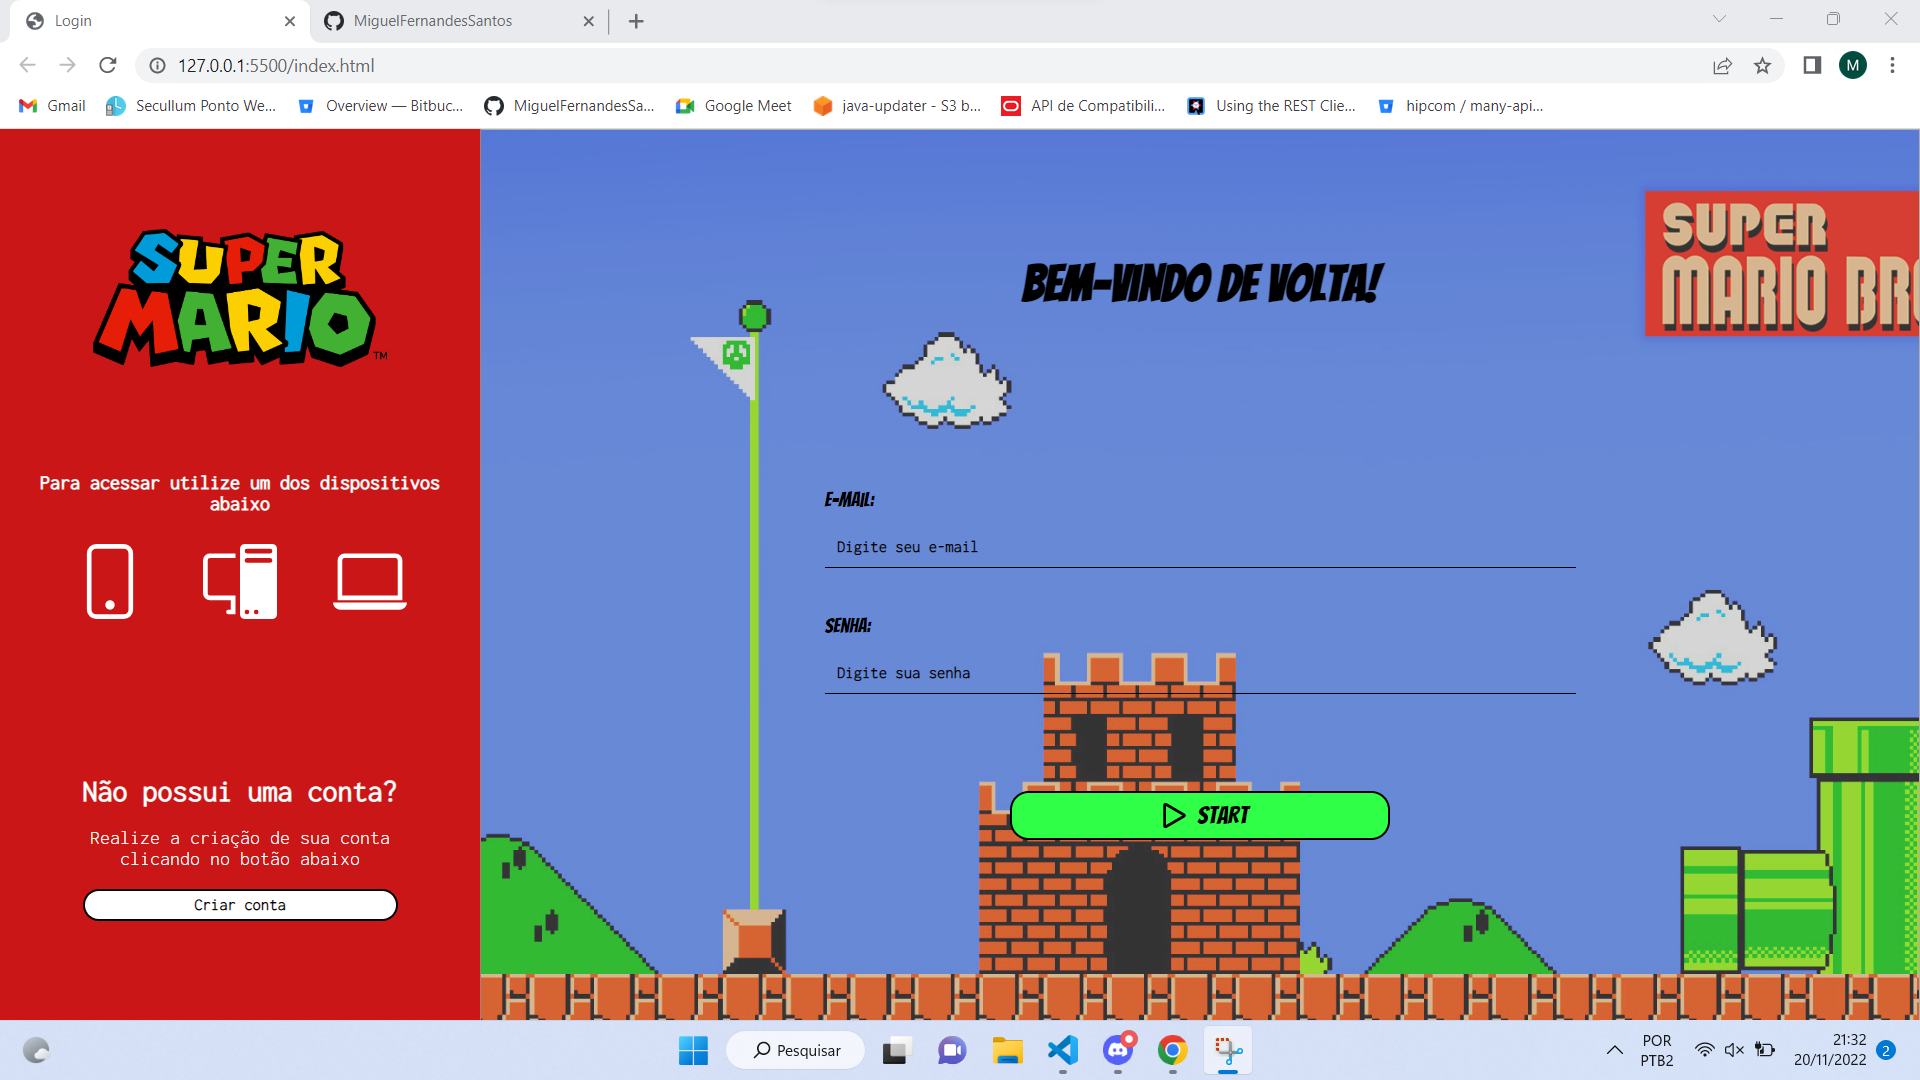 Login
MiguelFernandesSantos
127.0.0.1:5500/index.html
M
Gmail
Secullum Ponto We...
Overview — Bitbuc...
MiguelFernandesSa...
Google Meet
java-updater - S3 b...
API de Compatibili...
Using the REST Clie...
hipcom / many-api...
SUPER
MARIO™
Para acessar utilize um dos dispositivos
abaixo
Não possui uma conta?
Realize a criação de sua conta
clicando no botão abaixo
Criar conta
BEM-VINDO DE VOLTA!
SUPER
MARIO BRO
E-MAIL:
Digite seu e-mail
SENHA:
Digite sua senha
START
Pesquisar
POR
PTB2
21:32
20/11/2022
2